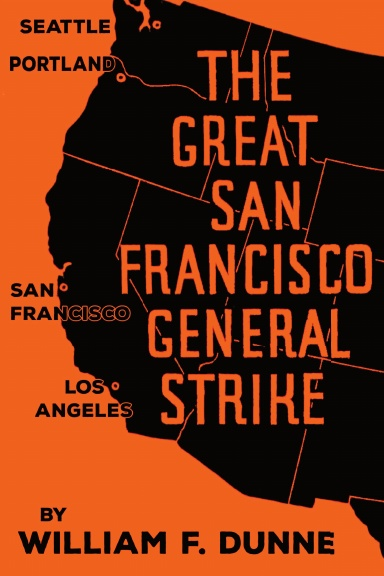 SEATTLE
PORTLAND
THE
GREAT
SAN
FRANCISCO
GENERAL
STRIKE
SAN
FRANCISCO
LOS
ANGELES
BY
WILLIAM F. DUNNE